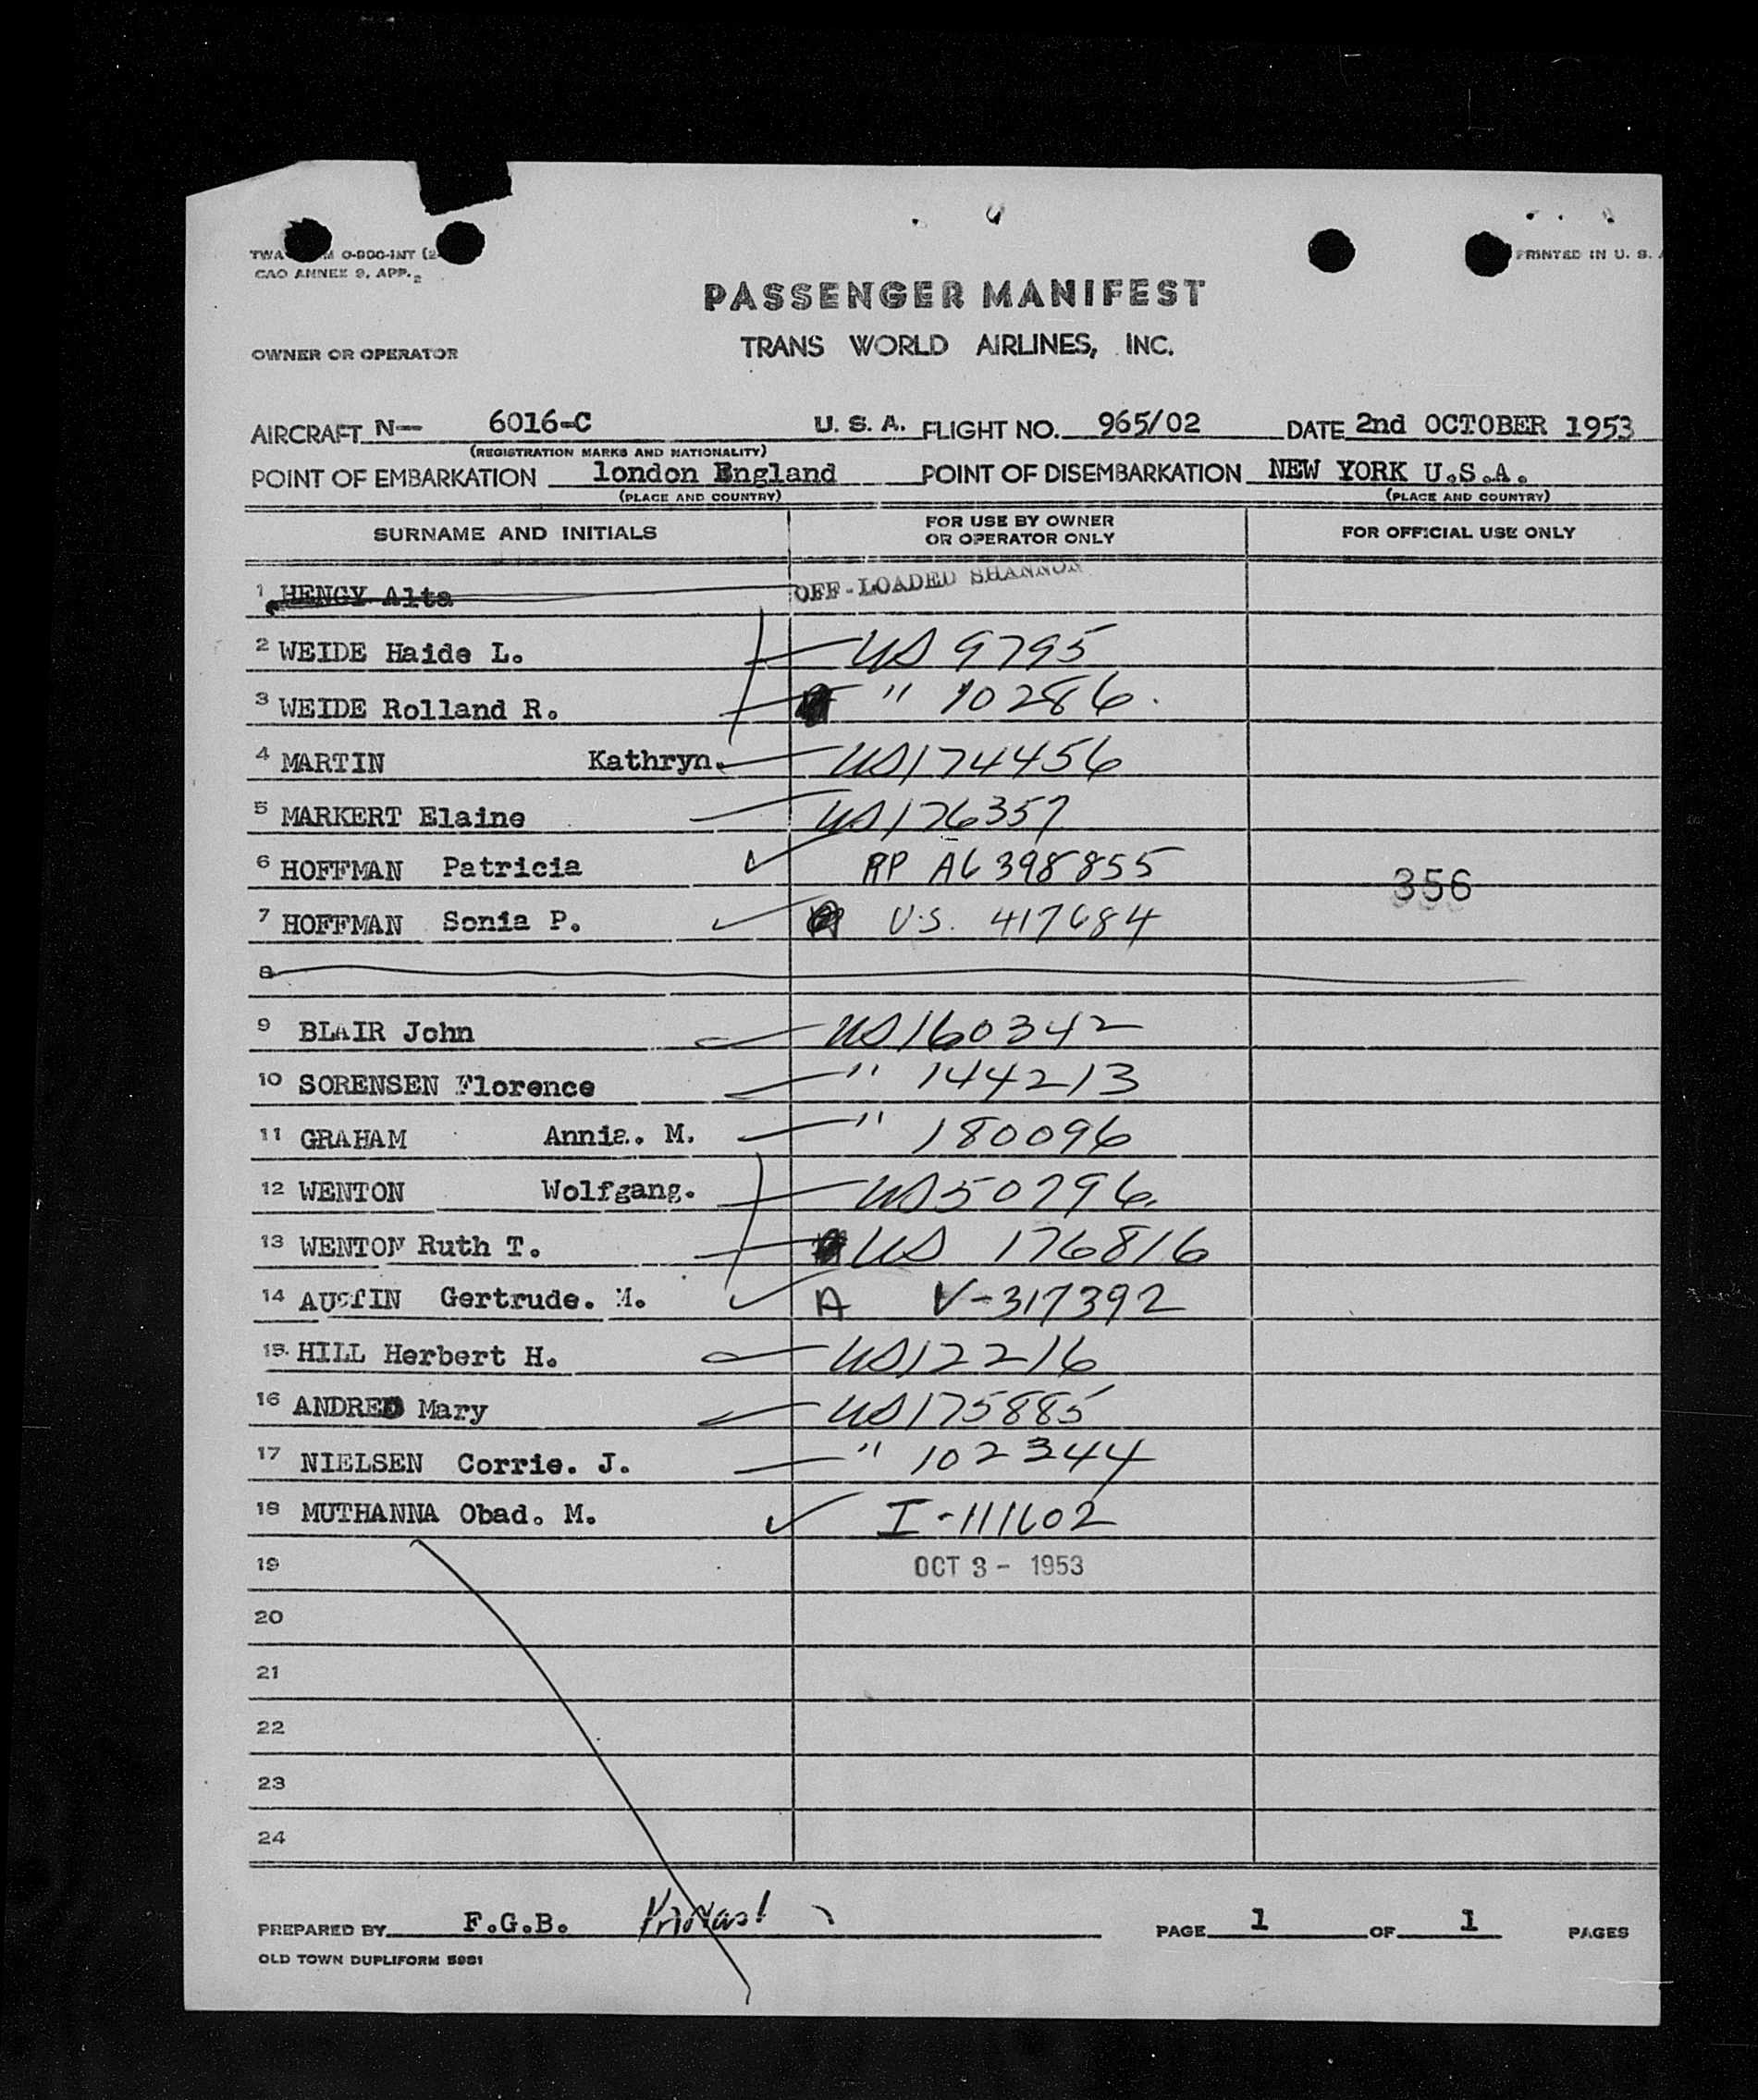 TWA 0-900-INT (2
CAO ANNEX 9, APP. 2
PRINTED IN U. S.
PASSENGER MANIFEST
OWNER OR OPERATOR TRANS WORLD AIRLINES, INC.
AIRCRAFT N— 6016-C U. S. A. FLIGHT NO. 965/02 DATE 2nd OCTOBER 1953
(REGISTRATION MARKS AND NATIONALITY)
POINT OF EMBARKATION london England POINT OF DISEMBARKATION NEW YORK U.S.A.
(PLACE AND COUNTRY) (PLACE AND COUNTRY)
SURNAME AND INITIALS FOR USE BY OWNER OR OPERATOR ONLY FOR OFFICIAL USE ONLY
1 HENGY Alta OFF-LOADED SHANNON
2 WEIDE Haide L. US 9795
3 WEIDE Rolland R. " 10286.
4 MARTIN Kathryn. US174456
5 MARKERT Elaine US176357
6 HOFFMAN Patricia RP A6398855
356
7 HOFFMAN Sonia P. U.S. 417684
8
9 BLAIR John US160342
10 SORENSEN Florence " 144213
11 GRAHAM Annie. M. " 180096
12 WENTON Wolfgang. US50796.
13 WENTON Ruth T. US 176816
14 AUSTIN Gertrude. M. A V-317392
15 HILL Herbert H. US12216
16 ANDRE Mary US175885
17 NIELSEN Corrie. J. " 102344
18 MUTHANNA Obad. M. I-111602
19 OCT 3 - 1953
20
21
22
23
24
PREPARED BY F.G.B. PAGE 1 OF 1 PAGES
OLD TOWN DUPLIFORM 5981